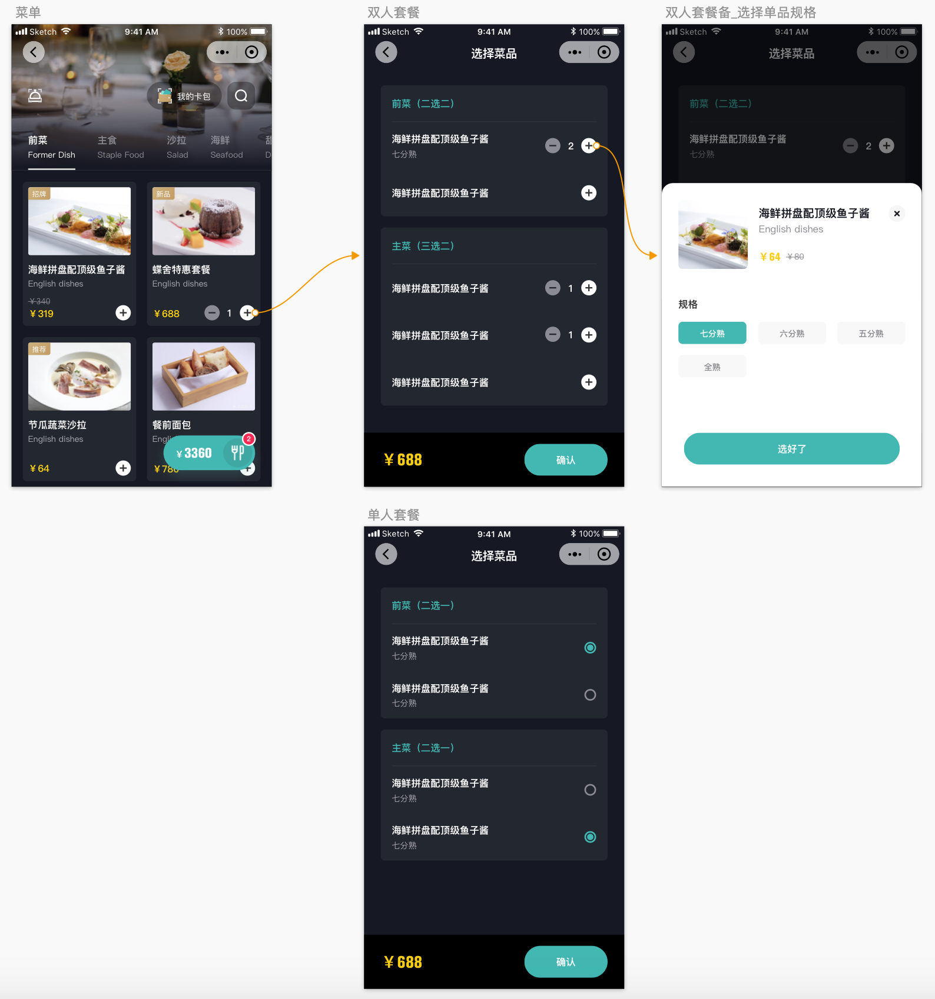 菜单
Sketch 9:41 AM 100%
我的卡包
前菜 主食 沙拉 海鲜 甜
Former Dish Staple Food Salad Seafood D
招牌 新品
海鲜拼盘配顶级鱼子酱 蝶舍特惠套餐
English dishes English dishes
￥340
￥319 ￥688 1
推荐
节瓜蔬菜沙拉 餐前面包
English dishes Engli
￥3360 2
￥64 ￥780
双人套餐
Sketch 9:41 AM 100%
选择菜品
前菜（二选二）
海鲜拼盘配顶级鱼子酱 2
七分熟
海鲜拼盘配顶级鱼子酱
主菜（三选二）
海鲜拼盘配顶级鱼子酱 1
海鲜拼盘配顶级鱼子酱 1
海鲜拼盘配顶级鱼子酱
￥688 确认
双人套餐备_选择单品规格
Sketch 9:41 AM 100%
选择菜品
前菜（二选二）
海鲜拼盘配顶级鱼子酱 2
七分熟
海鲜拼盘配顶级鱼子酱
English dishes
￥64 ￥80
规格
七分熟 六分熟 五分熟
全熟
选好了
单人套餐
Sketch 9:41 AM 100%
选择菜品
前菜（二选一）
海鲜拼盘配顶级鱼子酱
七分熟
海鲜拼盘配顶级鱼子酱
七分熟
主菜（二选一）
海鲜拼盘配顶级鱼子酱
七分熟
海鲜拼盘配顶级鱼子酱
七分熟
￥688 确认